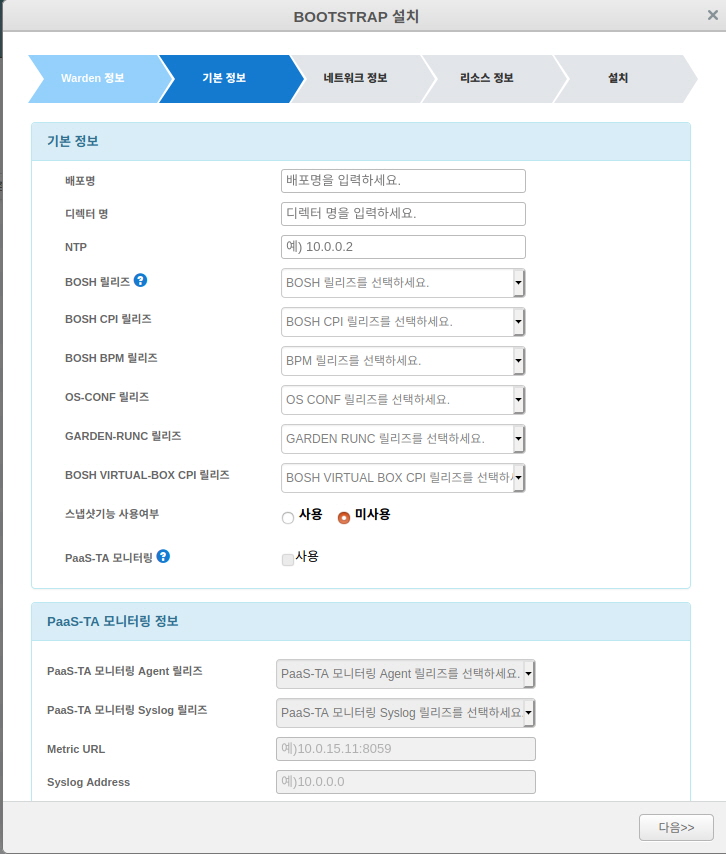 BOOTSTRAP 설치
Warden 정보
기본 정보
네트워크 정보
리소스 정보
설치
기본 정보
배포명
배포명을 입력하세요.
디렉터 명
디렉터 명을 입력하세요.
NTP
예) 10.0.0.2
BOSH 릴리즈
BOSH 릴리즈를 선택하세요.
BOSH CPI 릴리즈
BOSH CPI 릴리즈를 선택하세요.
BOSH BPM 릴리즈
BPM 릴리즈를 선택하세요.
OS-CONF 릴리즈
OS CONF 릴리즈를 선택하세요.
GARDEN-RUNC 릴리즈
GARDEN RUNC 릴리즈를 선택하세요.
BOSH VIRTUAL-BOX CPI 릴리즈
BOSH VIRTUAL BOX CPI 릴리즈를 선택하
스냅샷기능 사용여부
사용 미사용
PaaS-TA 모니터링
사용
PaaS-TA 모니터링 정보
PaaS-TA 모니터링 Agent 릴리즈
PaaS-TA 모니터링 Agent 릴리즈를 선택하세요.
PaaS-TA 모니터링 Syslog 릴리즈
PaaS-TA 모니터링 Syslog 릴리즈를 선택하세요
Metric URL
예)10.0.15.11:8059
Syslog Address
예)10.0.0.0
다음>>